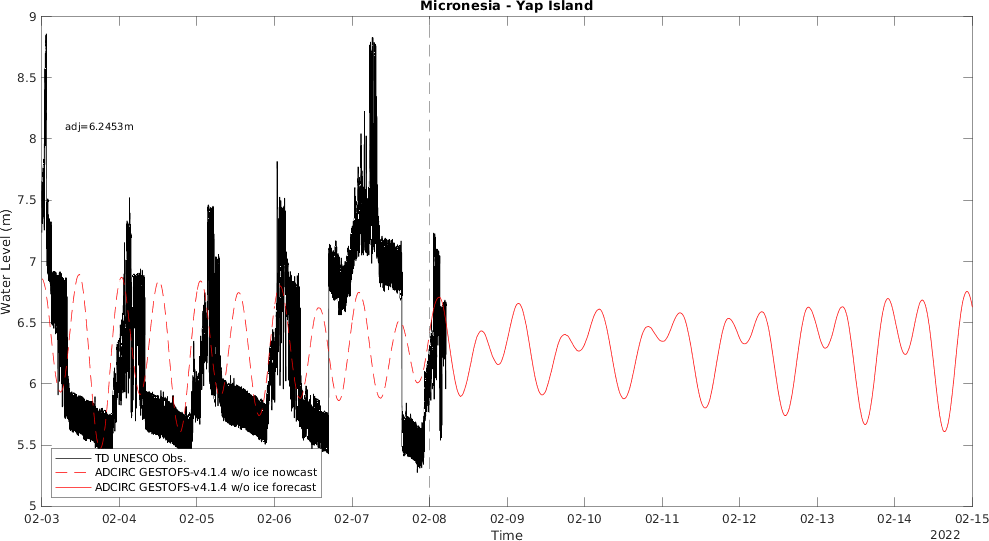 Micronesia - Yap Island
9
8.5
8
7.5
7
6.5
6
5.5
5
Water Level (m)
adj=6.2453m
TD UNESCO Obs.
ADCIRC GESTOFS-v4.1.4 w/o ice nowcast
ADCIRC GESTOFS-v4.1.4 w/o ice forecast
02-03 02-04 02-05 02-06 02-07 02-08 02-09 02-10 02-11 02-12 02-13 02-14 02-15
Time
2022